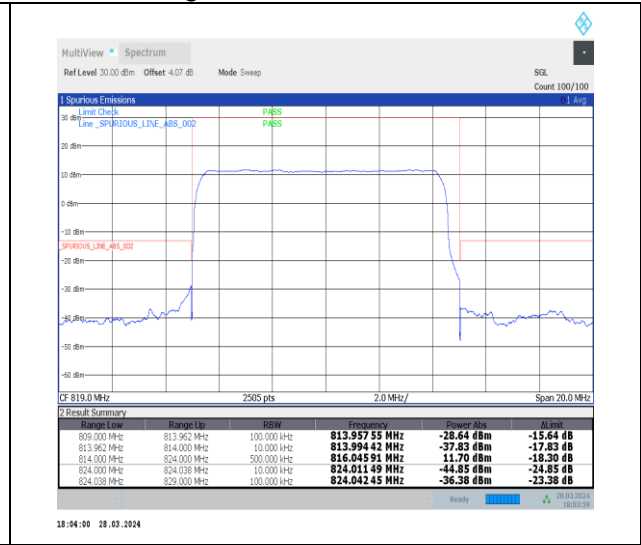 MultiView Spectrum
Ref Level 30.00 dBm Offset 4.07 dB Mode Sweep SGL
Count 100/100
1 Spurious Emissions 1 Avg
Limit Check PASS
30 dBm
Line _SPURIOUS_LINE_ABS_002 PASS
20 dBm
10 dBm
0 dBm
-10 dBm
_SPURIOUS_LINE_ABS_002
-20 dBm
-30 dBm
-40 dBm
-50 dBm
-60 dBm
CF 819.0 MHz 2505 pts 2.0 MHz/ Span 20.0 MHz
2 Result Summary
Range Low Range Up RBW Frequency Power Abs ΔLimit
809.000 MHz 813.962 MHz 100.000 kHz 813.957 55 MHz -28.64 dBm -15.64 dB
813.962 MHz 814.000 MHz 10.000 kHz 813.994 42 MHz -37.83 dBm -17.83 dB
814.000 MHz 824.000 MHz 500.000 kHz 816.045 91 MHz 11.70 dBm -18.30 dB
824.000 MHz 824.038 MHz 10.000 kHz 824.011 49 MHz -44.85 dBm -24.85 dB
824.038 MHz 829.000 MHz 100.000 kHz 824.042 45 MHz -36.38 dBm -23.38 dB
Ready 28.03.2024
18:03:59
18:04:00 28.03.2024